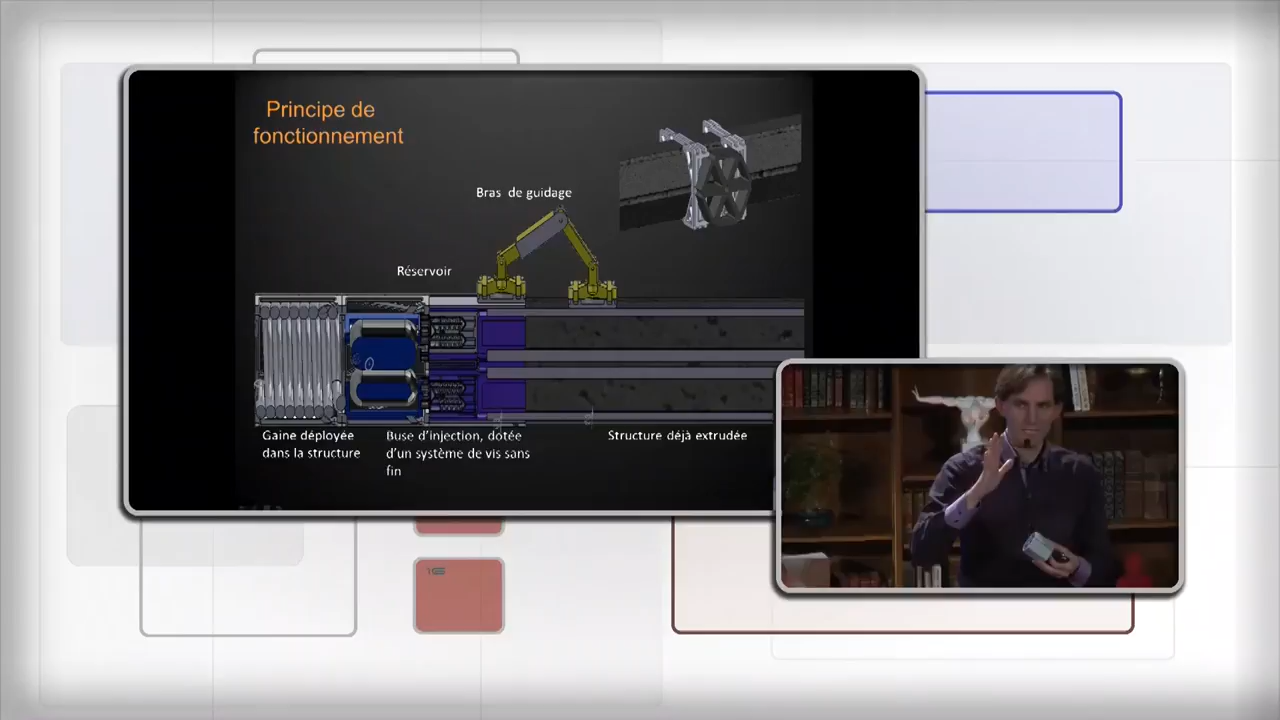 Principe de
fonctionnement
Bras de guidage
Réservoir
Gaine déployée
dans la structure
Buse d'injection, dotée
d'un système de vis sans
fin
Structure déjà extrudée